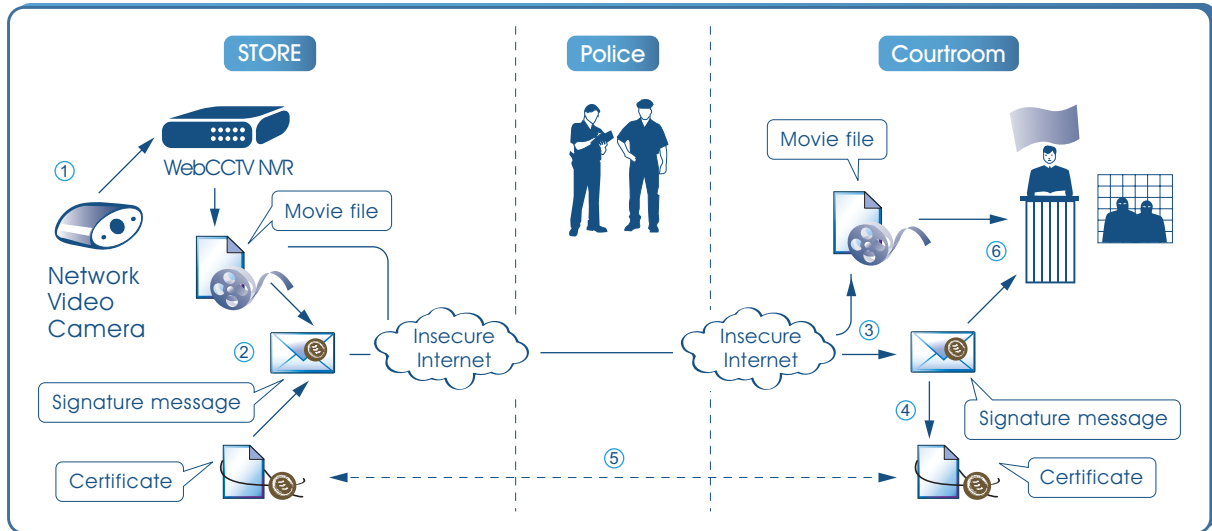 STORE
Police
Courtroom
①
WebCCTV NVR
Movie file
Network
Video
Camera
②
Signature message
Certificate
Insecure
Internet
Insecure
Internet
Movie file
③
⑥
④
Signature message
⑤
Certificate